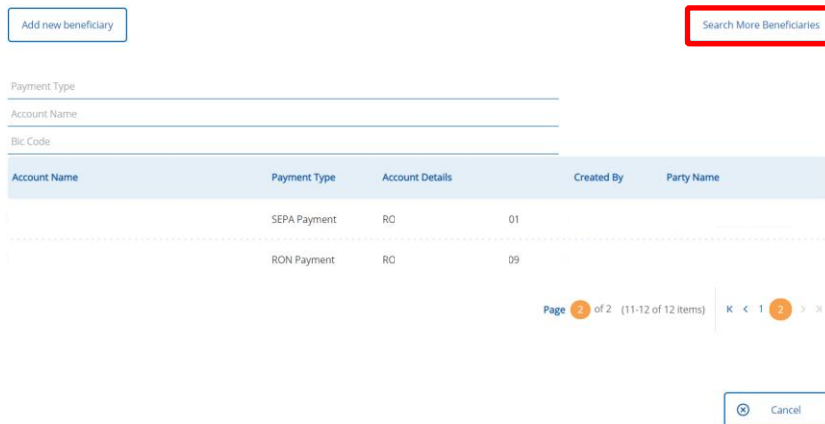 Add new beneficiary
Search More Beneficiaries
Payment Type
Account Name
Bic Code
Account Name Payment Type Account Details Created By Party Name
SEPA Payment RO 01
RON Payment RO 09
Page 2 of 2 (11-12 of 12 items) K < 1 2 > >|
Cancel